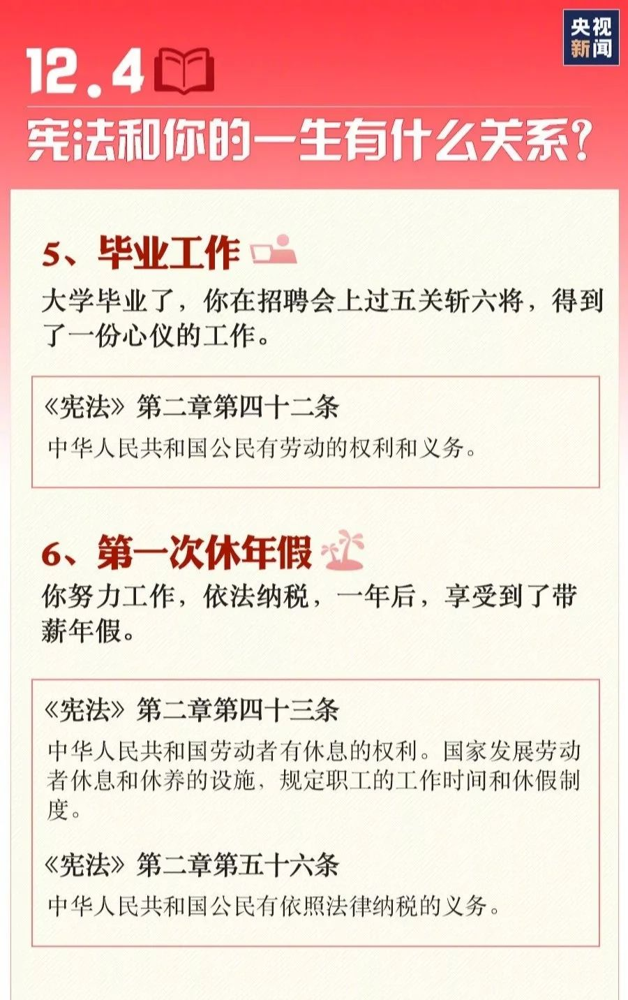 央视
新闻
12.4
宪法和你的一生有什么关系?
5、毕业工作
大学毕业了，你在招聘会上过五关斩六将，得到
了一份心仪的工作。
《宪法》第二章第四十二条
中华人民共和国公民有劳动的权利和义务。
6、第一次休年假
你努力工作，依法纳税，一年后，享受到了带
薪年假。
《宪法》第二章第四十三条
中华人民共和国劳动者有休息的权利。国家发展劳动
者休息和休养的设施，规定职工的工作时间和休假制
度。
《宪法》第二章第五十六条
中华人民共和国公民有依照法律纳税的义务。